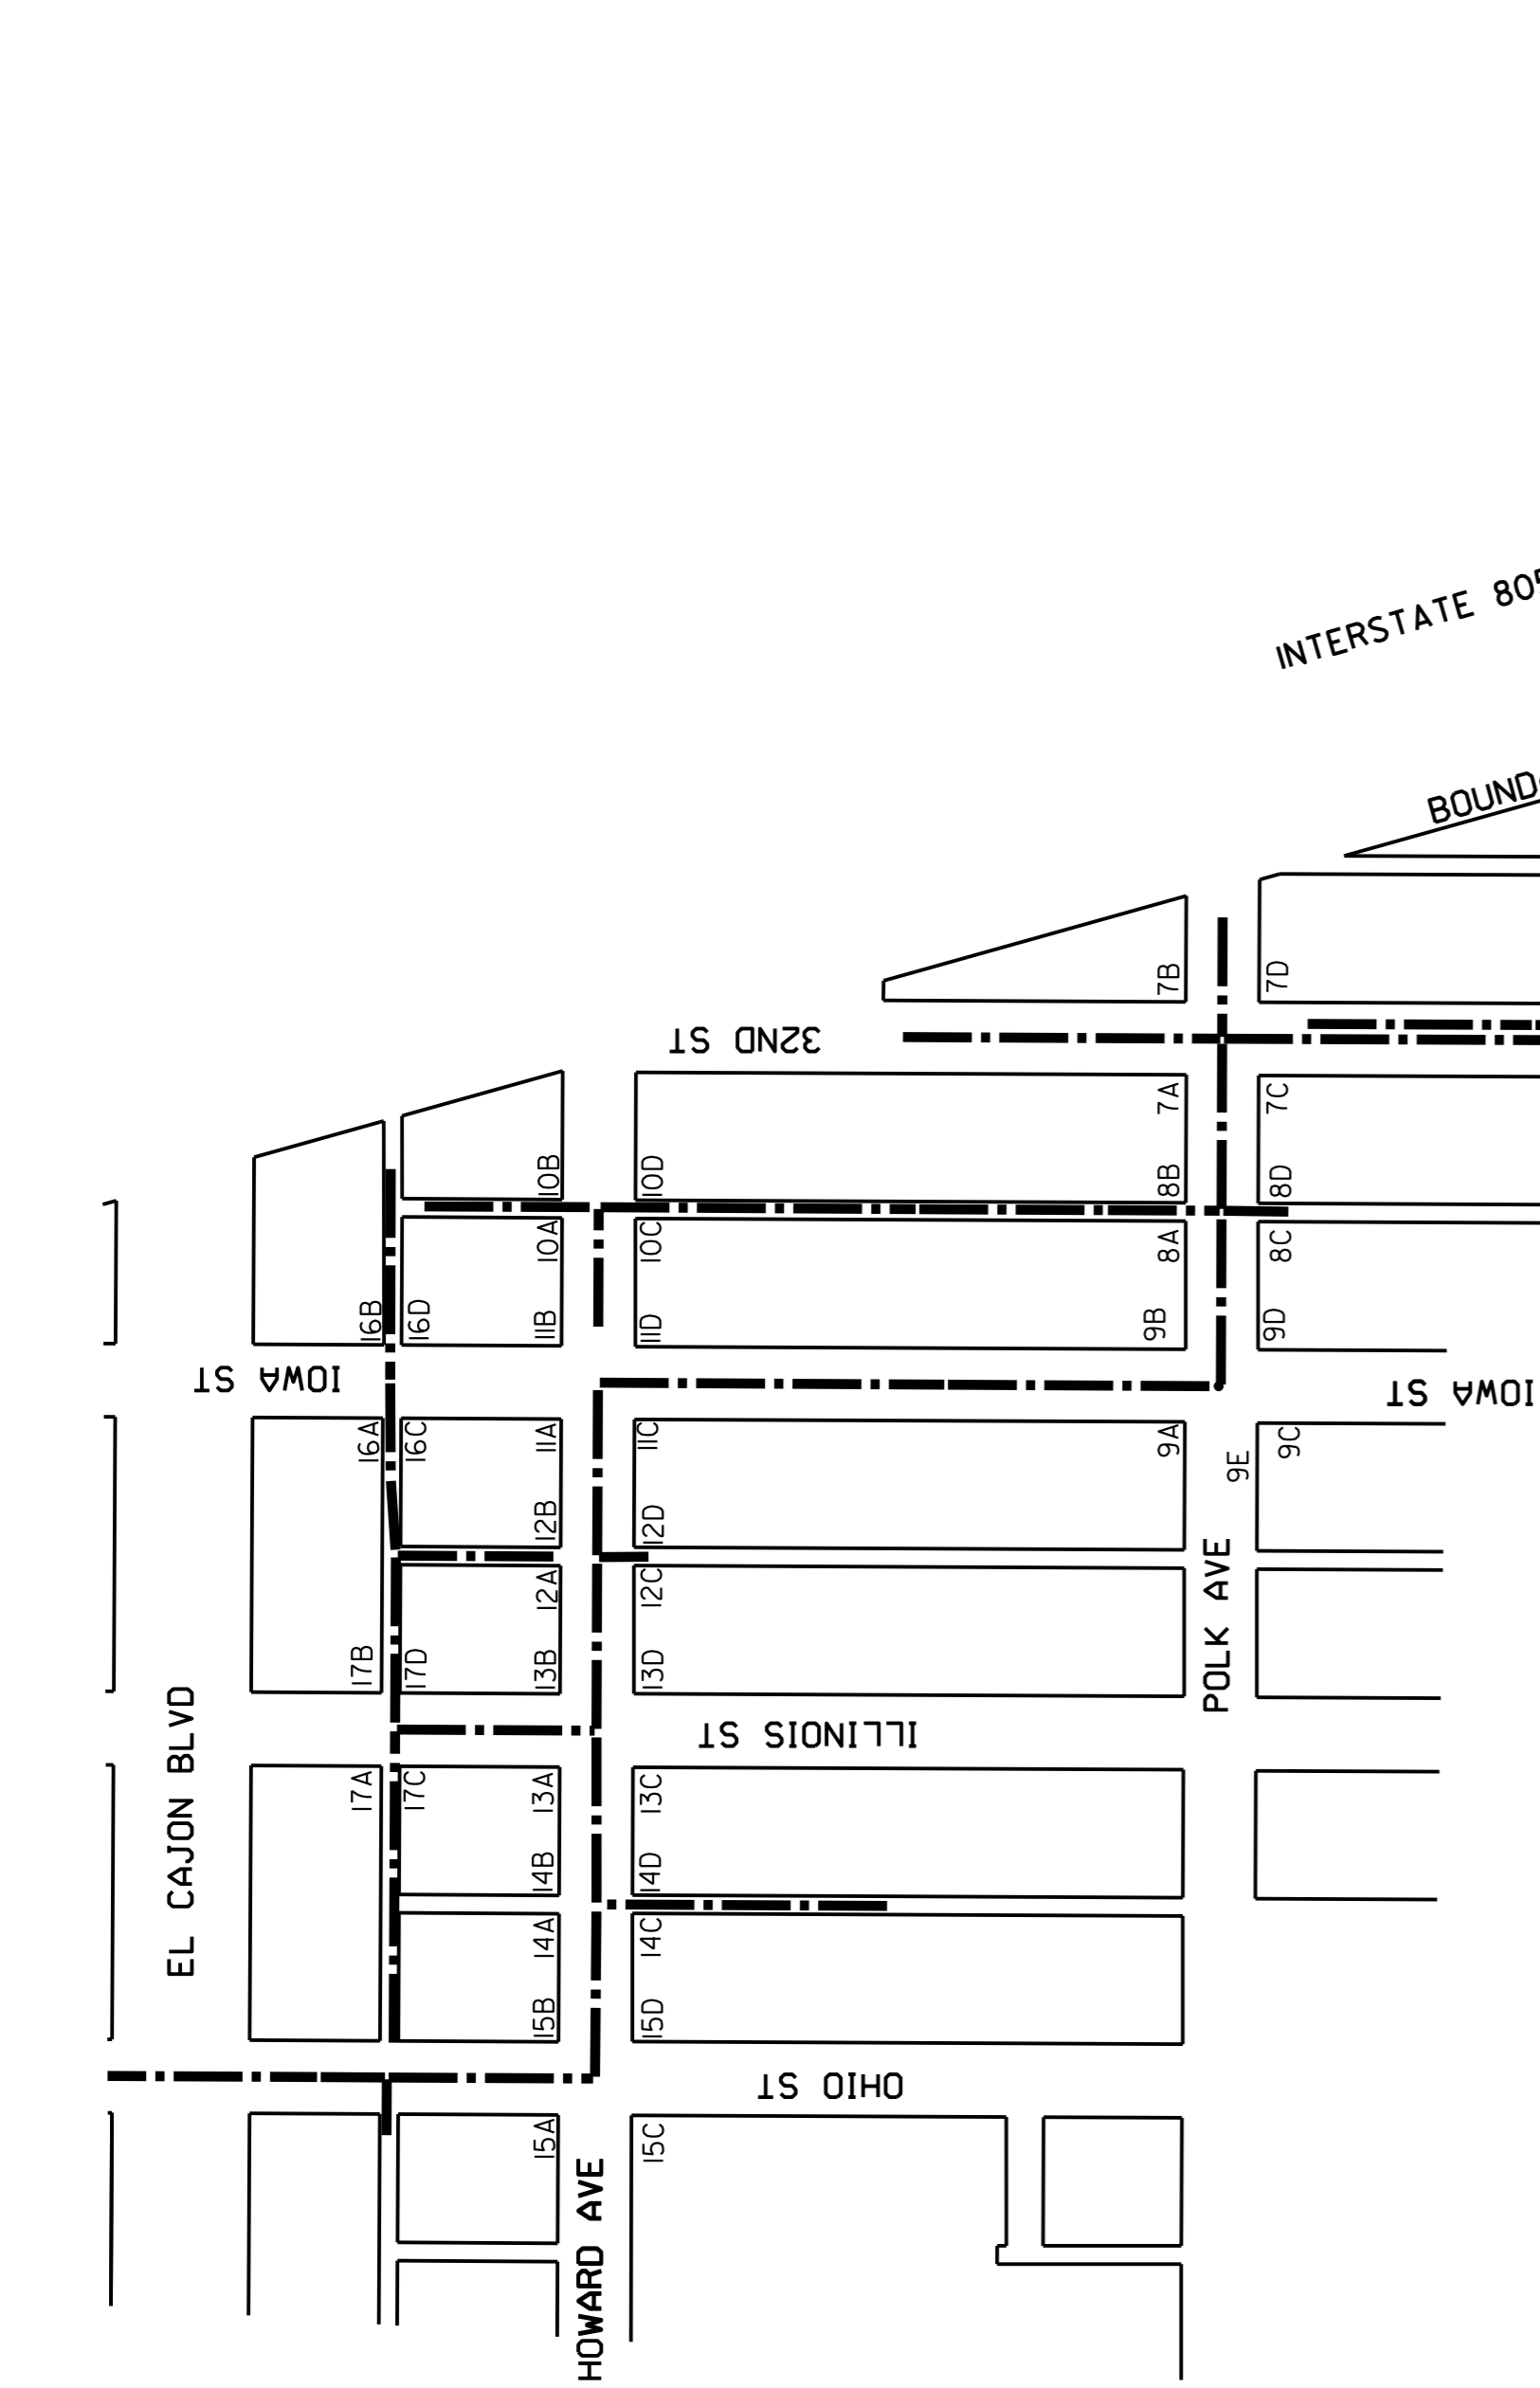 INTERSTATE 805
BOUND
7B
7D
32ND ST
7A
7C
10B
10D
8B
8D
10A
10C
8A
8C
16B
16D
11B
11D
9B
9D
IOWA ST
IOWA ST
16A
16C
11A
11C
9A
9E
9C
12B
12D
12A
12C
17B
17D
13B
13D
POLK AVE
ILLINOIS ST
EL CAJON BLVD
17A
17C
13A
13C
14B
14D
14A
14C
15B
15D
OHIO ST
15A
15C
HOWARD AVE